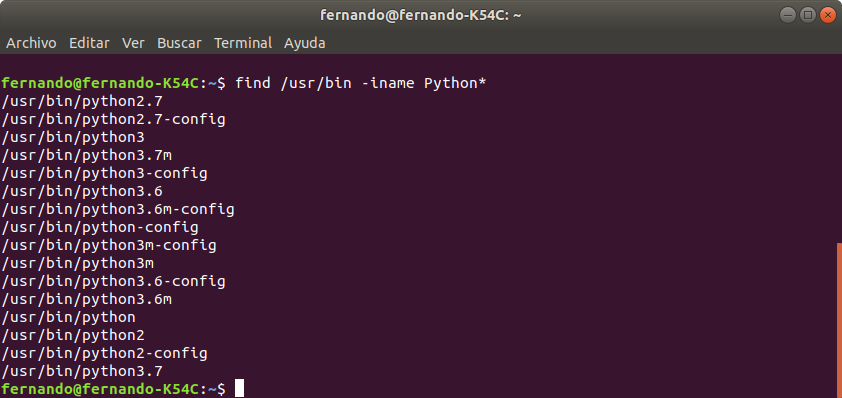 fernando@fernando-K54C: ~
Archivo Editar Ver Buscar Terminal Ayuda
fernando@fernando-K54C:~$ find /usr/bin -iname Python*
/usr/bin/python2.7
/usr/bin/python2.7-config
/usr/bin/python3
/usr/bin/python3.7m
/usr/bin/python3-config
/usr/bin/python3.6
/usr/bin/python3.6m-config
/usr/bin/python-config
/usr/bin/python3m-config
/usr/bin/python3m
/usr/bin/python3.6-config
/usr/bin/python3.6m
/usr/bin/python
/usr/bin/python2
/usr/bin/python2-config
/usr/bin/python3.7
fernando@fernando-K54C:~$